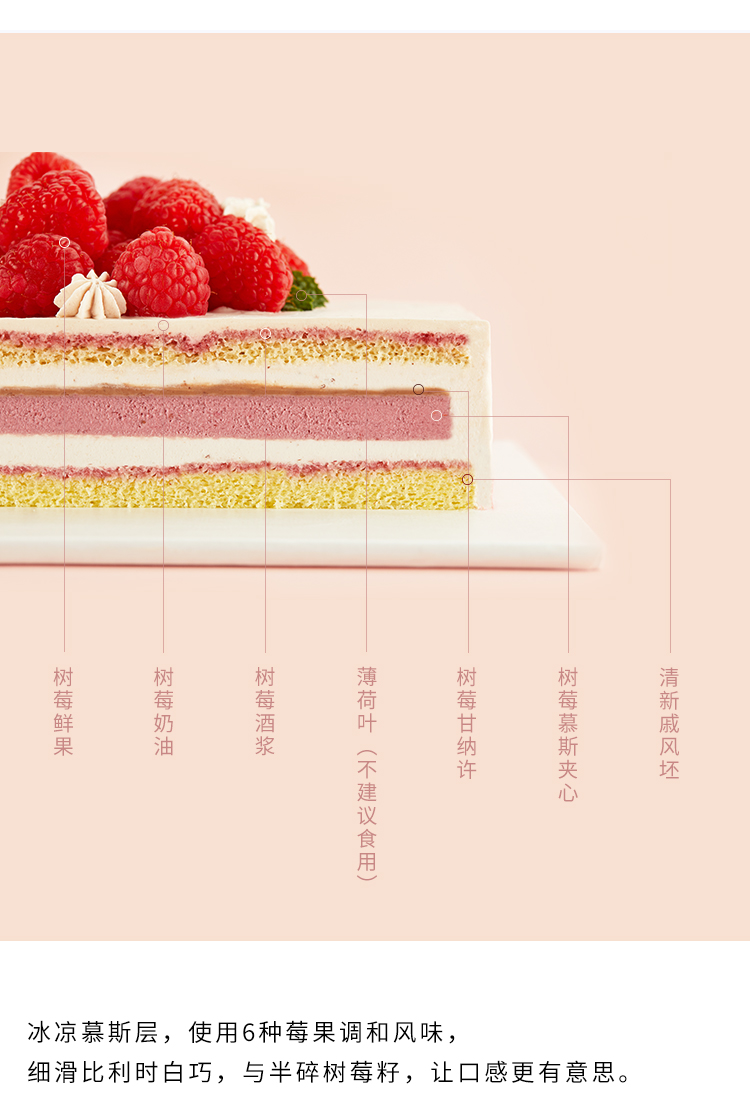 树莓鲜果
树莓奶油
树莓酒浆
薄荷叶（不建议食用）
树莓甘纳许
树莓慕斯夹心
清新戚风坯
冰凉慕斯层，使用6种莓果调和风味，
细滑比利时白巧，与半碎树莓籽，让口感更有意思。